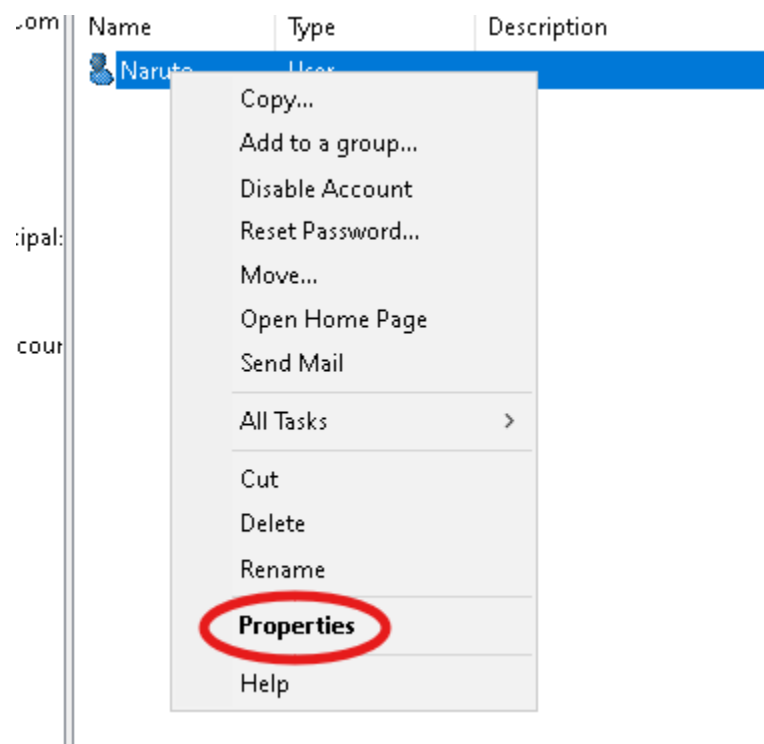 Name Type Description
Naruto User
Copy...
Add to a group...
Disable Account
Reset Password...
Move...
Open Home Page
Send Mail
All Tasks
Cut
Delete
Rename
Properties
Help